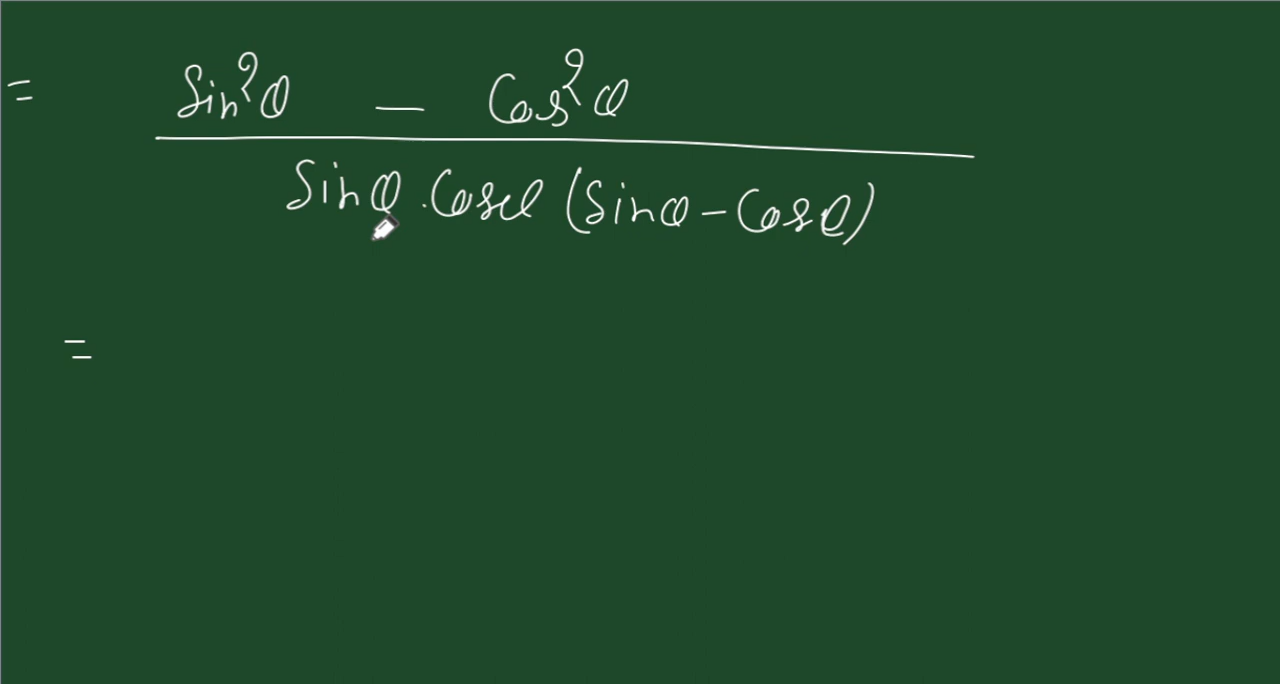 = Sin²θ - Cos²θ
Sinθ . Cosθ (Sinθ - Cosθ)
=